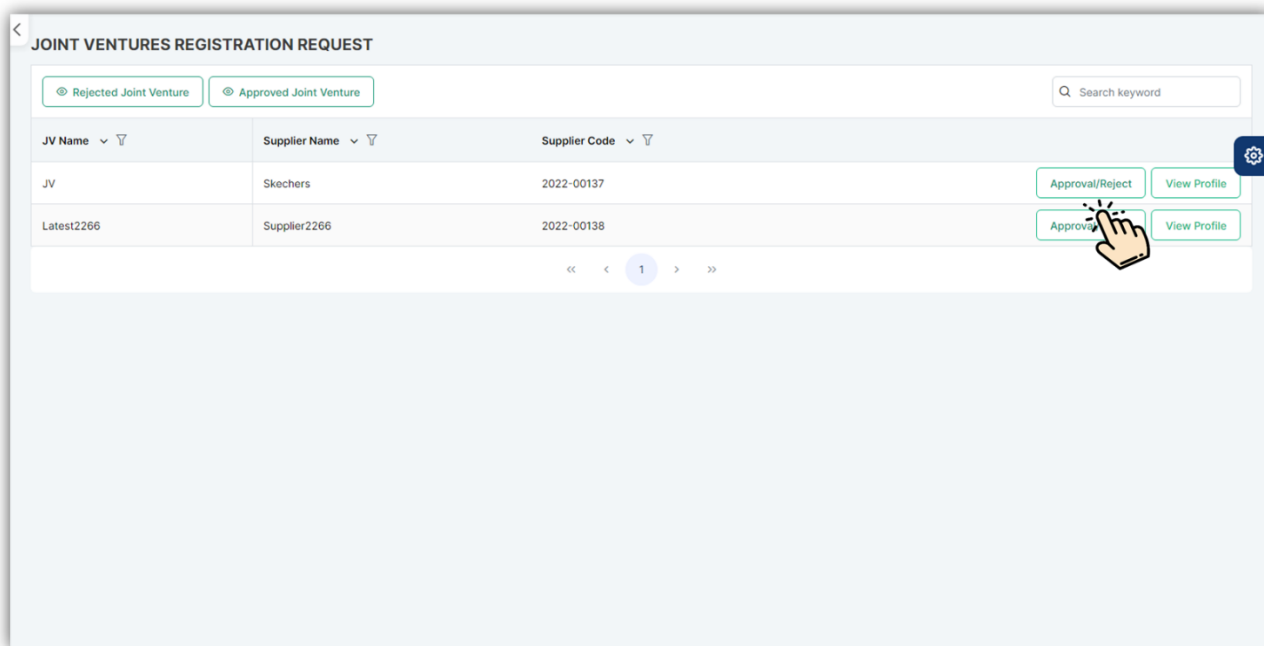 JOINT VENTURES REGISTRATION REQUEST
Rejected Joint Venture Approved Joint Venture Search keyword
JV Name Supplier Name Supplier Code
JV Skechers 2022-00137 Approval/Reject View Profile
Latest2266 Supplier2266 2022-00138 View Profile
« < 1 > »